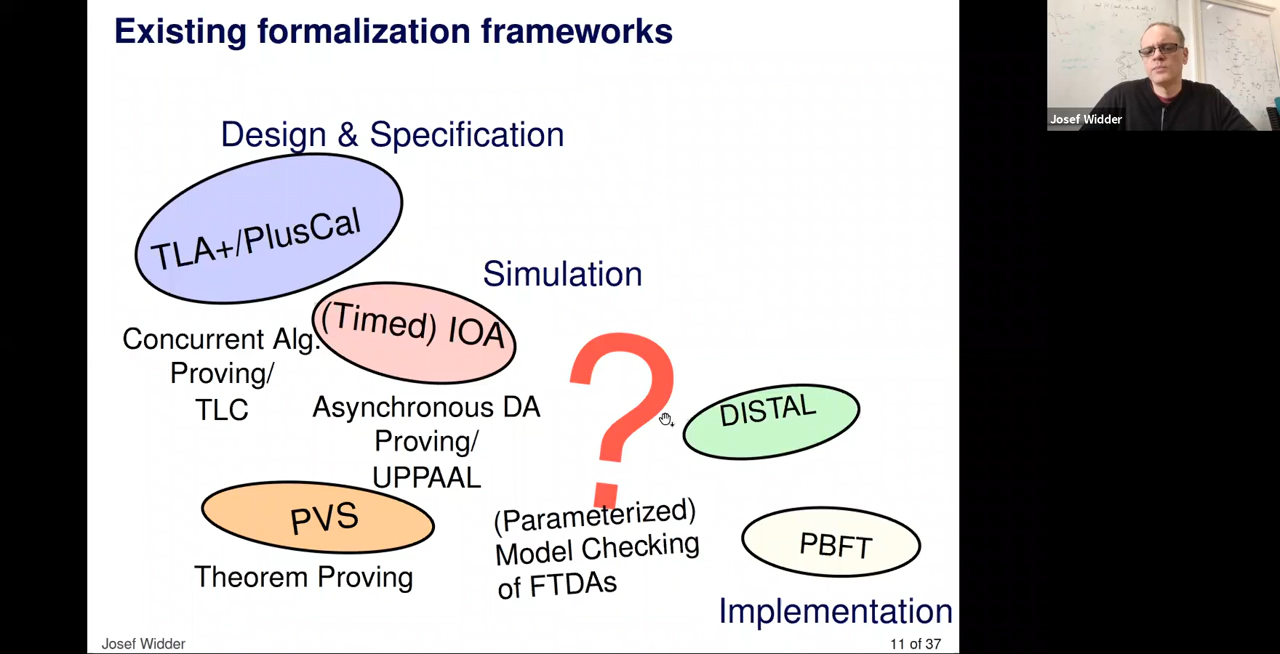 Existing formalization frameworks
Design & Specification
TLA+/PlusCal
Simulation
(Timed) IOA
Concurrent Alg.
Proving/
TLC
Asynchronous DA
Proving/
UPPAAL
?
DISTAL
PVS
Theorem Proving
(Parameterized)
Model Checking
of FTDAs
PBFT
Implementation
Josef Widder
11 of 37
Josef Widder